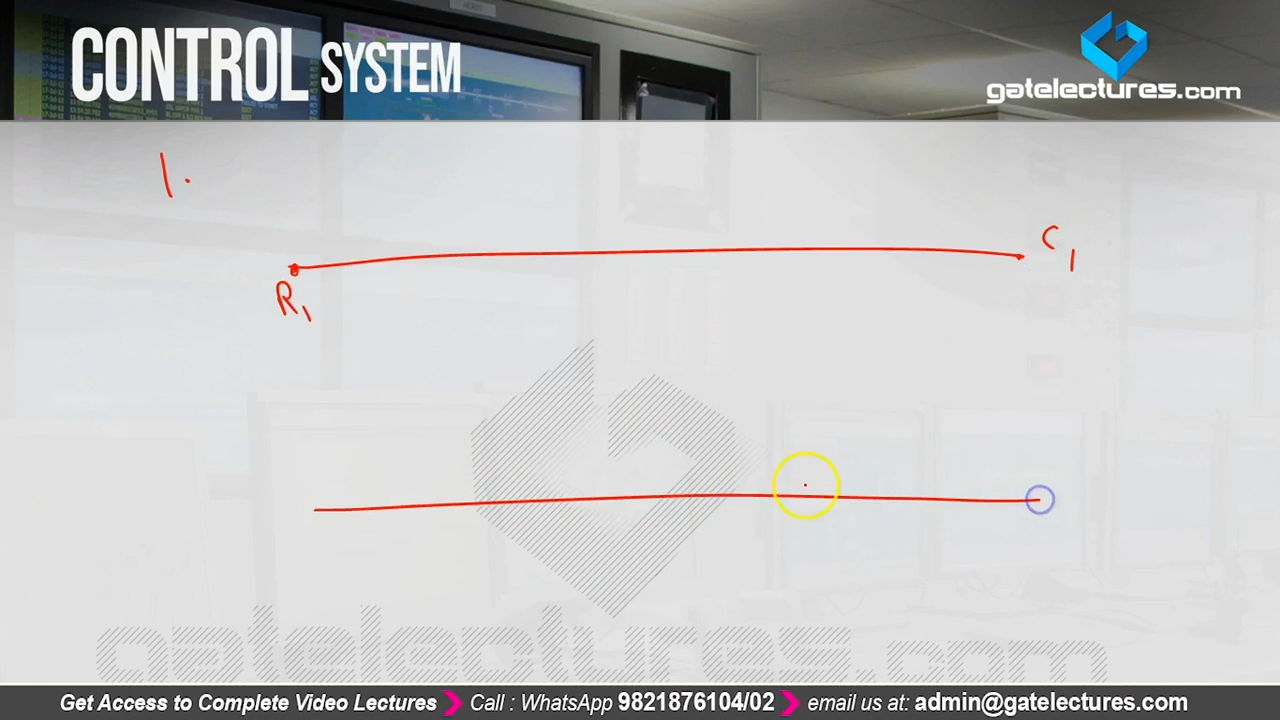 CONTROL SYSTEM
gatelectures.com
1.
C1
R1
gatelectures.com
Get Access to Complete Video Lectures Call : WhatsApp 9821876104/02 email us at: admin@gatelectures.com